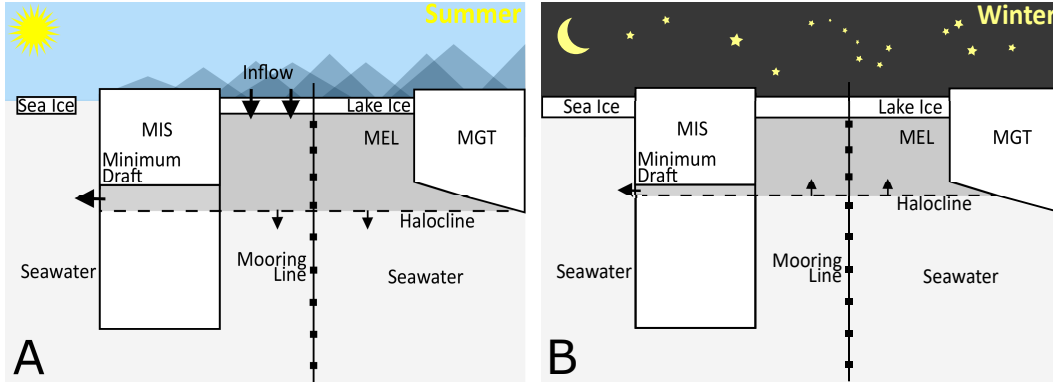 Summer
Inflow
Sea Ice
Lake Ice
MIS
MEL
MGT
Minimum
Draft
Halocline
Seawater
Mooring
Line
Seawater
A
Winter
Sea Ice
Lake Ice
MIS
MEL
MGT
Minimum
Draft
Halocline
Seawater
Mooring
Line
Seawater
B